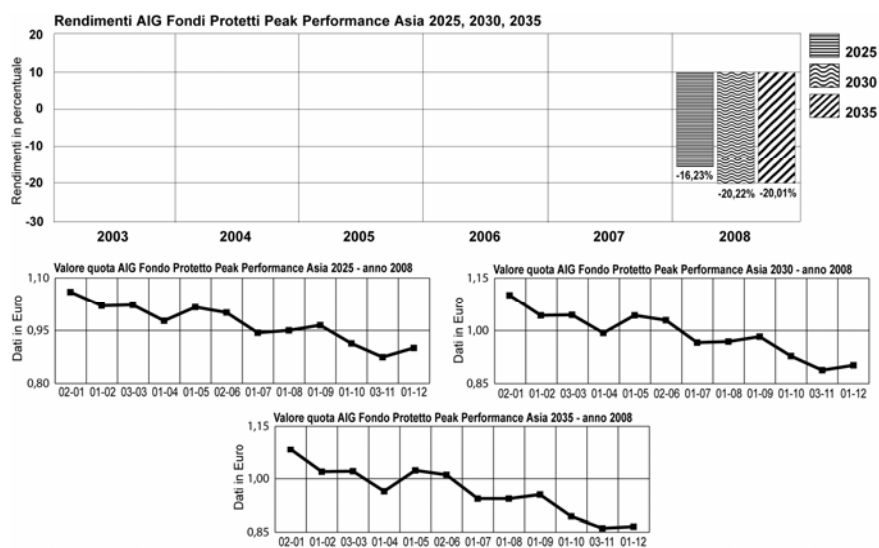 Rendimenti AIG Fondi Protetti Peak Performance Asia 2025, 2030, 2035
Rendimenti in percentuale
20
10
0
-10
-20
-30
-16,23%
-20,22%
-20,01%
2003 2004 2005 2006 2007 2008
2025
2030
2035
Valore quota AIG Fondo Protetto Peak Performance Asia 2025 - anno 2008
Dati in Euro
1,10
0,95
0,80
02-01 01-02 03-03 01-04 01-05 02-06 01-07 01-08 01-09 01-10 03-11 01-12
Valore quota AIG Fondo Protetto Peak Performance Asia 2030 - anno 2008
Dati in Euro
1,15
1,00
0,85
02-01 01-02 03-03 01-04 01-05 02-06 01-07 01-08 01-09 01-10 03-11 01-12
Valore quota AIG Fondo Protetto Peak Performance Asia 2035 - anno 2008
Dati in Euro
1,15
1,00
0,85
02-01 01-02 03-03 01-04 01-05 02-06 01-07 01-08 01-09 01-10 03-11 01-12